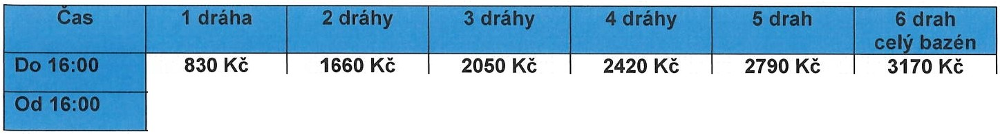 Čas 1 dráha 2 dráhy 3 dráhy 4 dráhy 5 drah 6 drah
celý bazén
Do 16:00 830 Kč 1660 Kč 2050 Kč 2420 Kč 2790 Kč 3170 Kč
Od 16:00